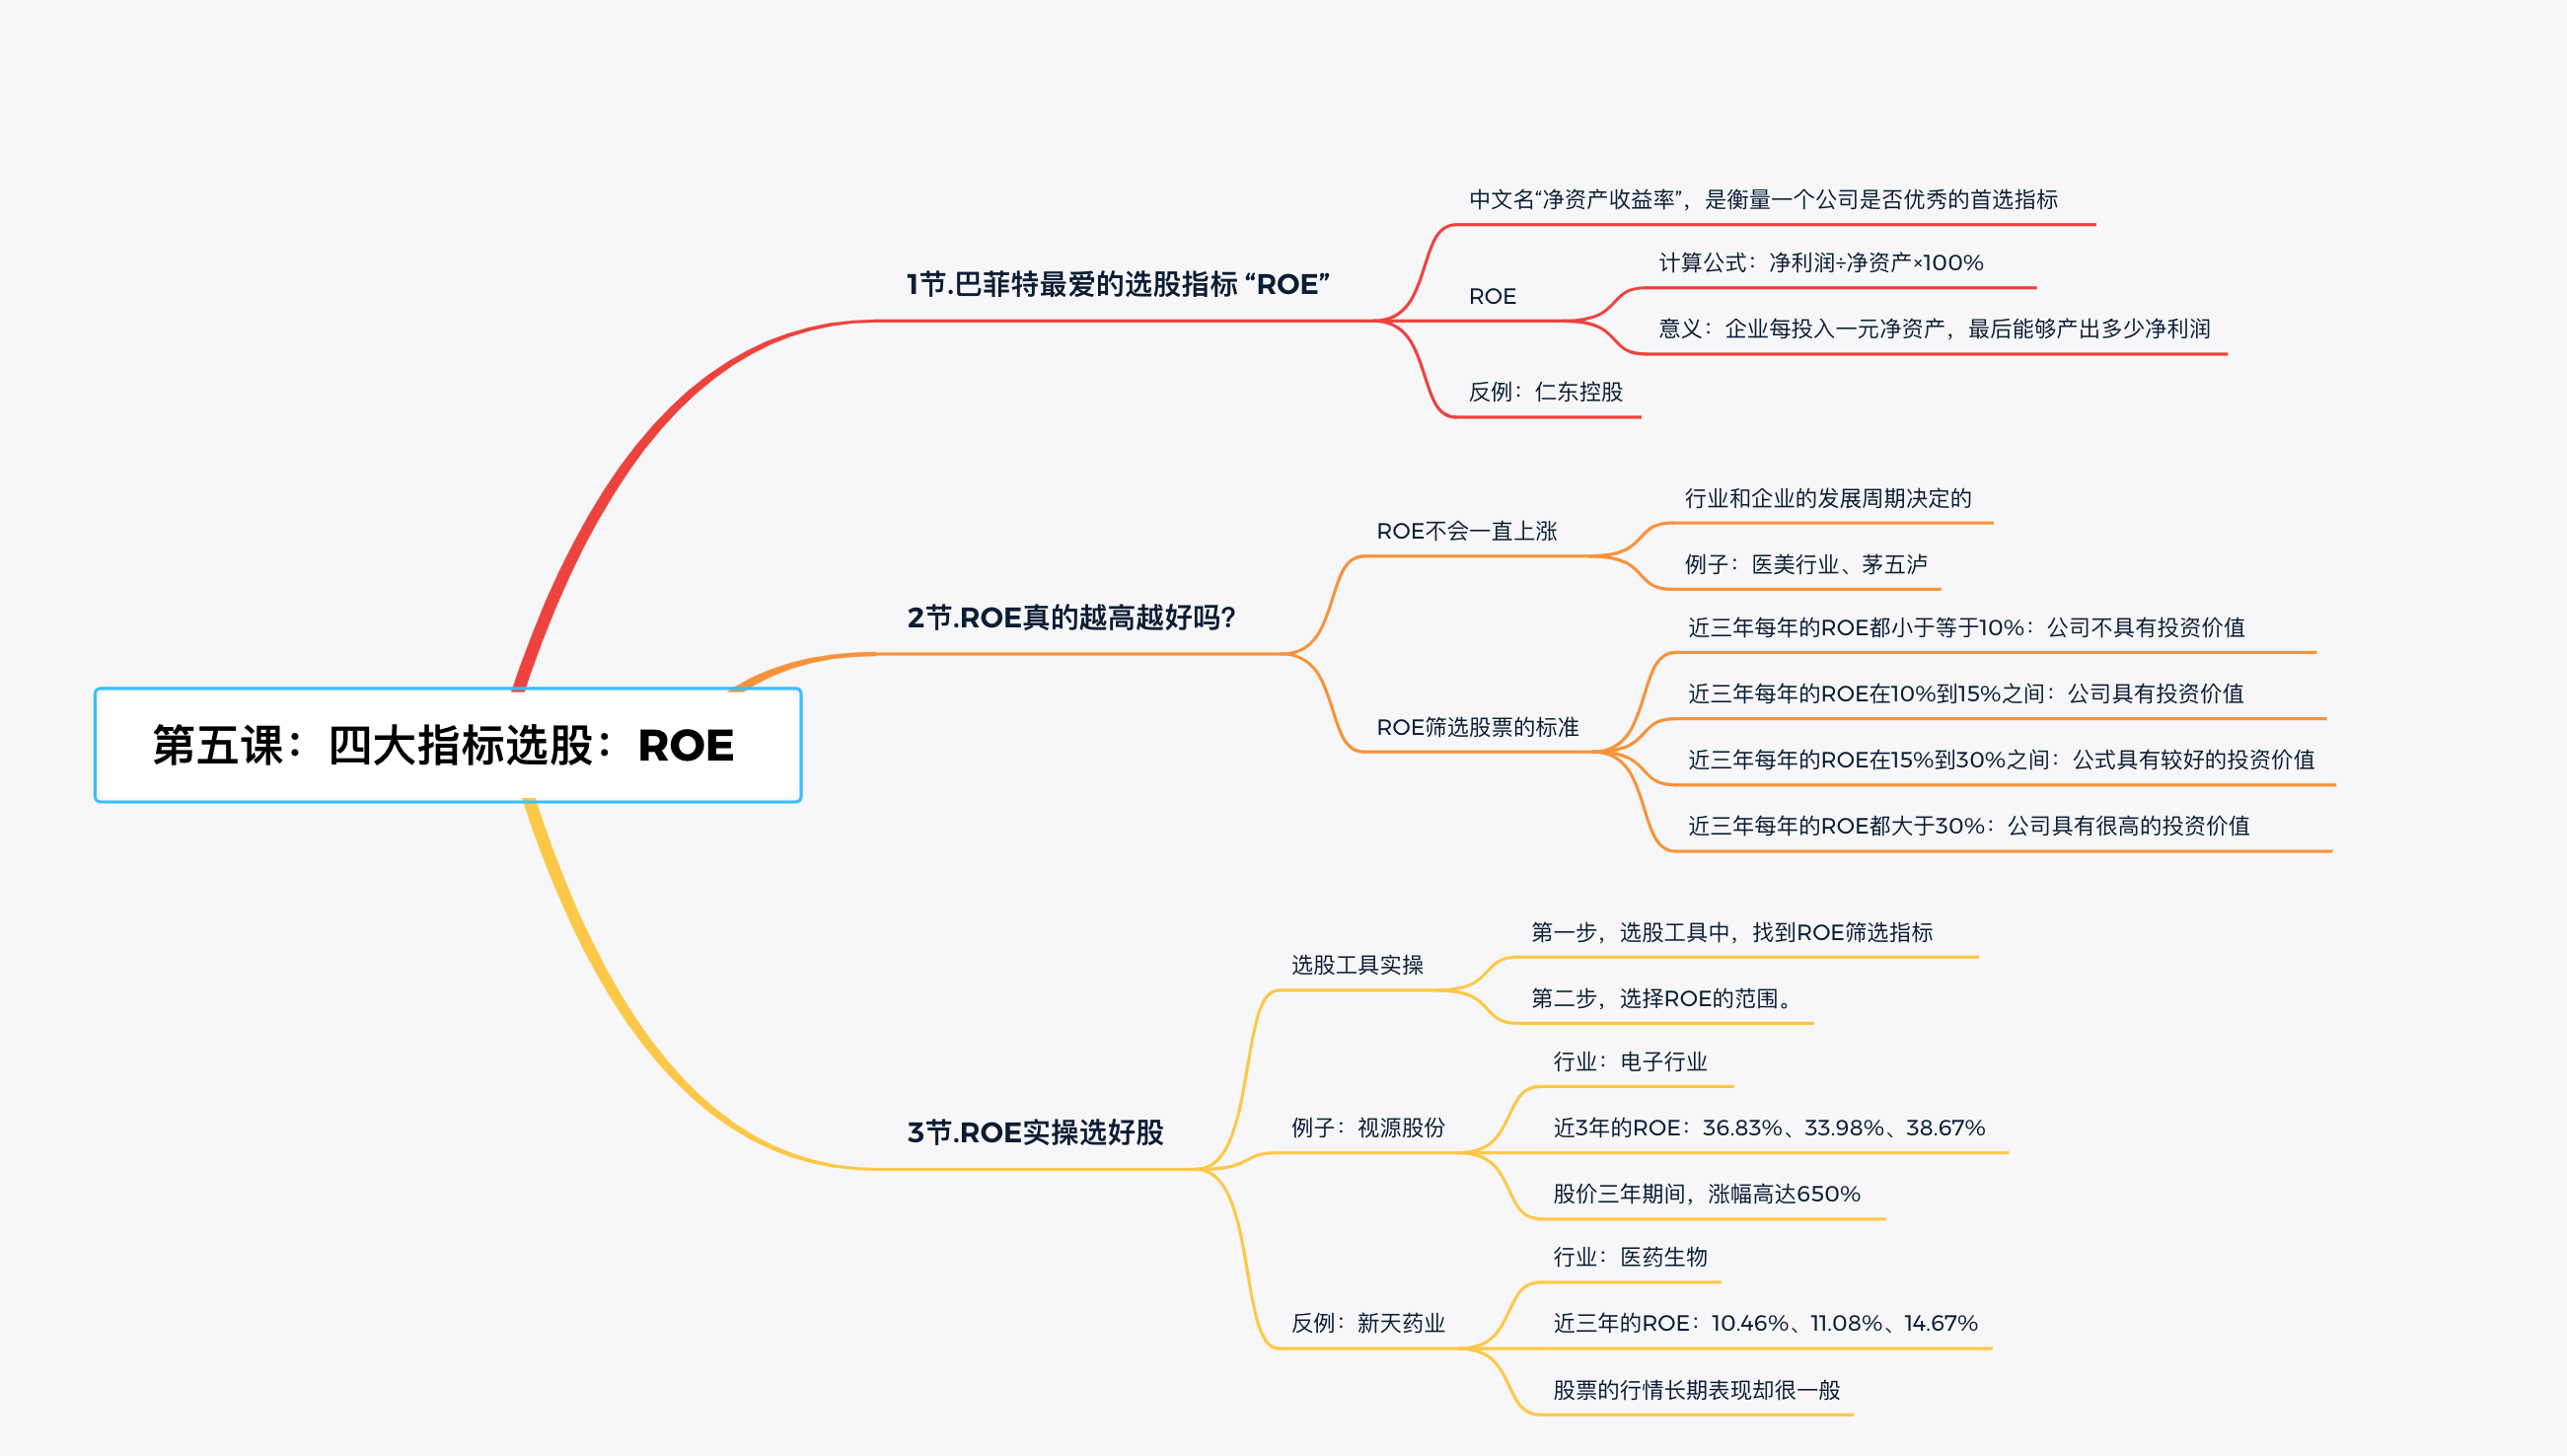 第五课：四大指标选股：ROE
1节.巴菲特最爱的选股指标 “ROE”
中文名“净资产收益率”，是衡量一个公司是否优秀的首选指标
ROE
计算公式：净利润÷净资产×100%
意义：企业每投入一元净资产，最后能够产出多少净利润
反例：仁东控股
2节.ROE真的越高越好吗？
ROE不会一直上涨
行业和企业的发展周期决定的
例子：医美行业、茅五泸
ROE筛选股票的标准
近三年每年的ROE都小于等于10%：公司不具有投资价值
近三年每年的ROE在10%到15%之间：公司具有投资价值
近三年每年的ROE在15%到30%之间：公式具有较好的投资价值
近三年每年的ROE都大于30%：公司具有很高的投资价值
3节.ROE实操选好股
选股工具实操
第一步，选股工具中，找到ROE筛选指标
第二步，选择ROE的范围。
例子：视源股份
行业：电子行业
近3年的ROE：36.83%、33.98%、38.67%
股价三年期间，涨幅高达650%
反例：新天药业
行业：医药生物
近三年的ROE：10.46%、11.08%、14.67%
股票的行情长期表现却很一般